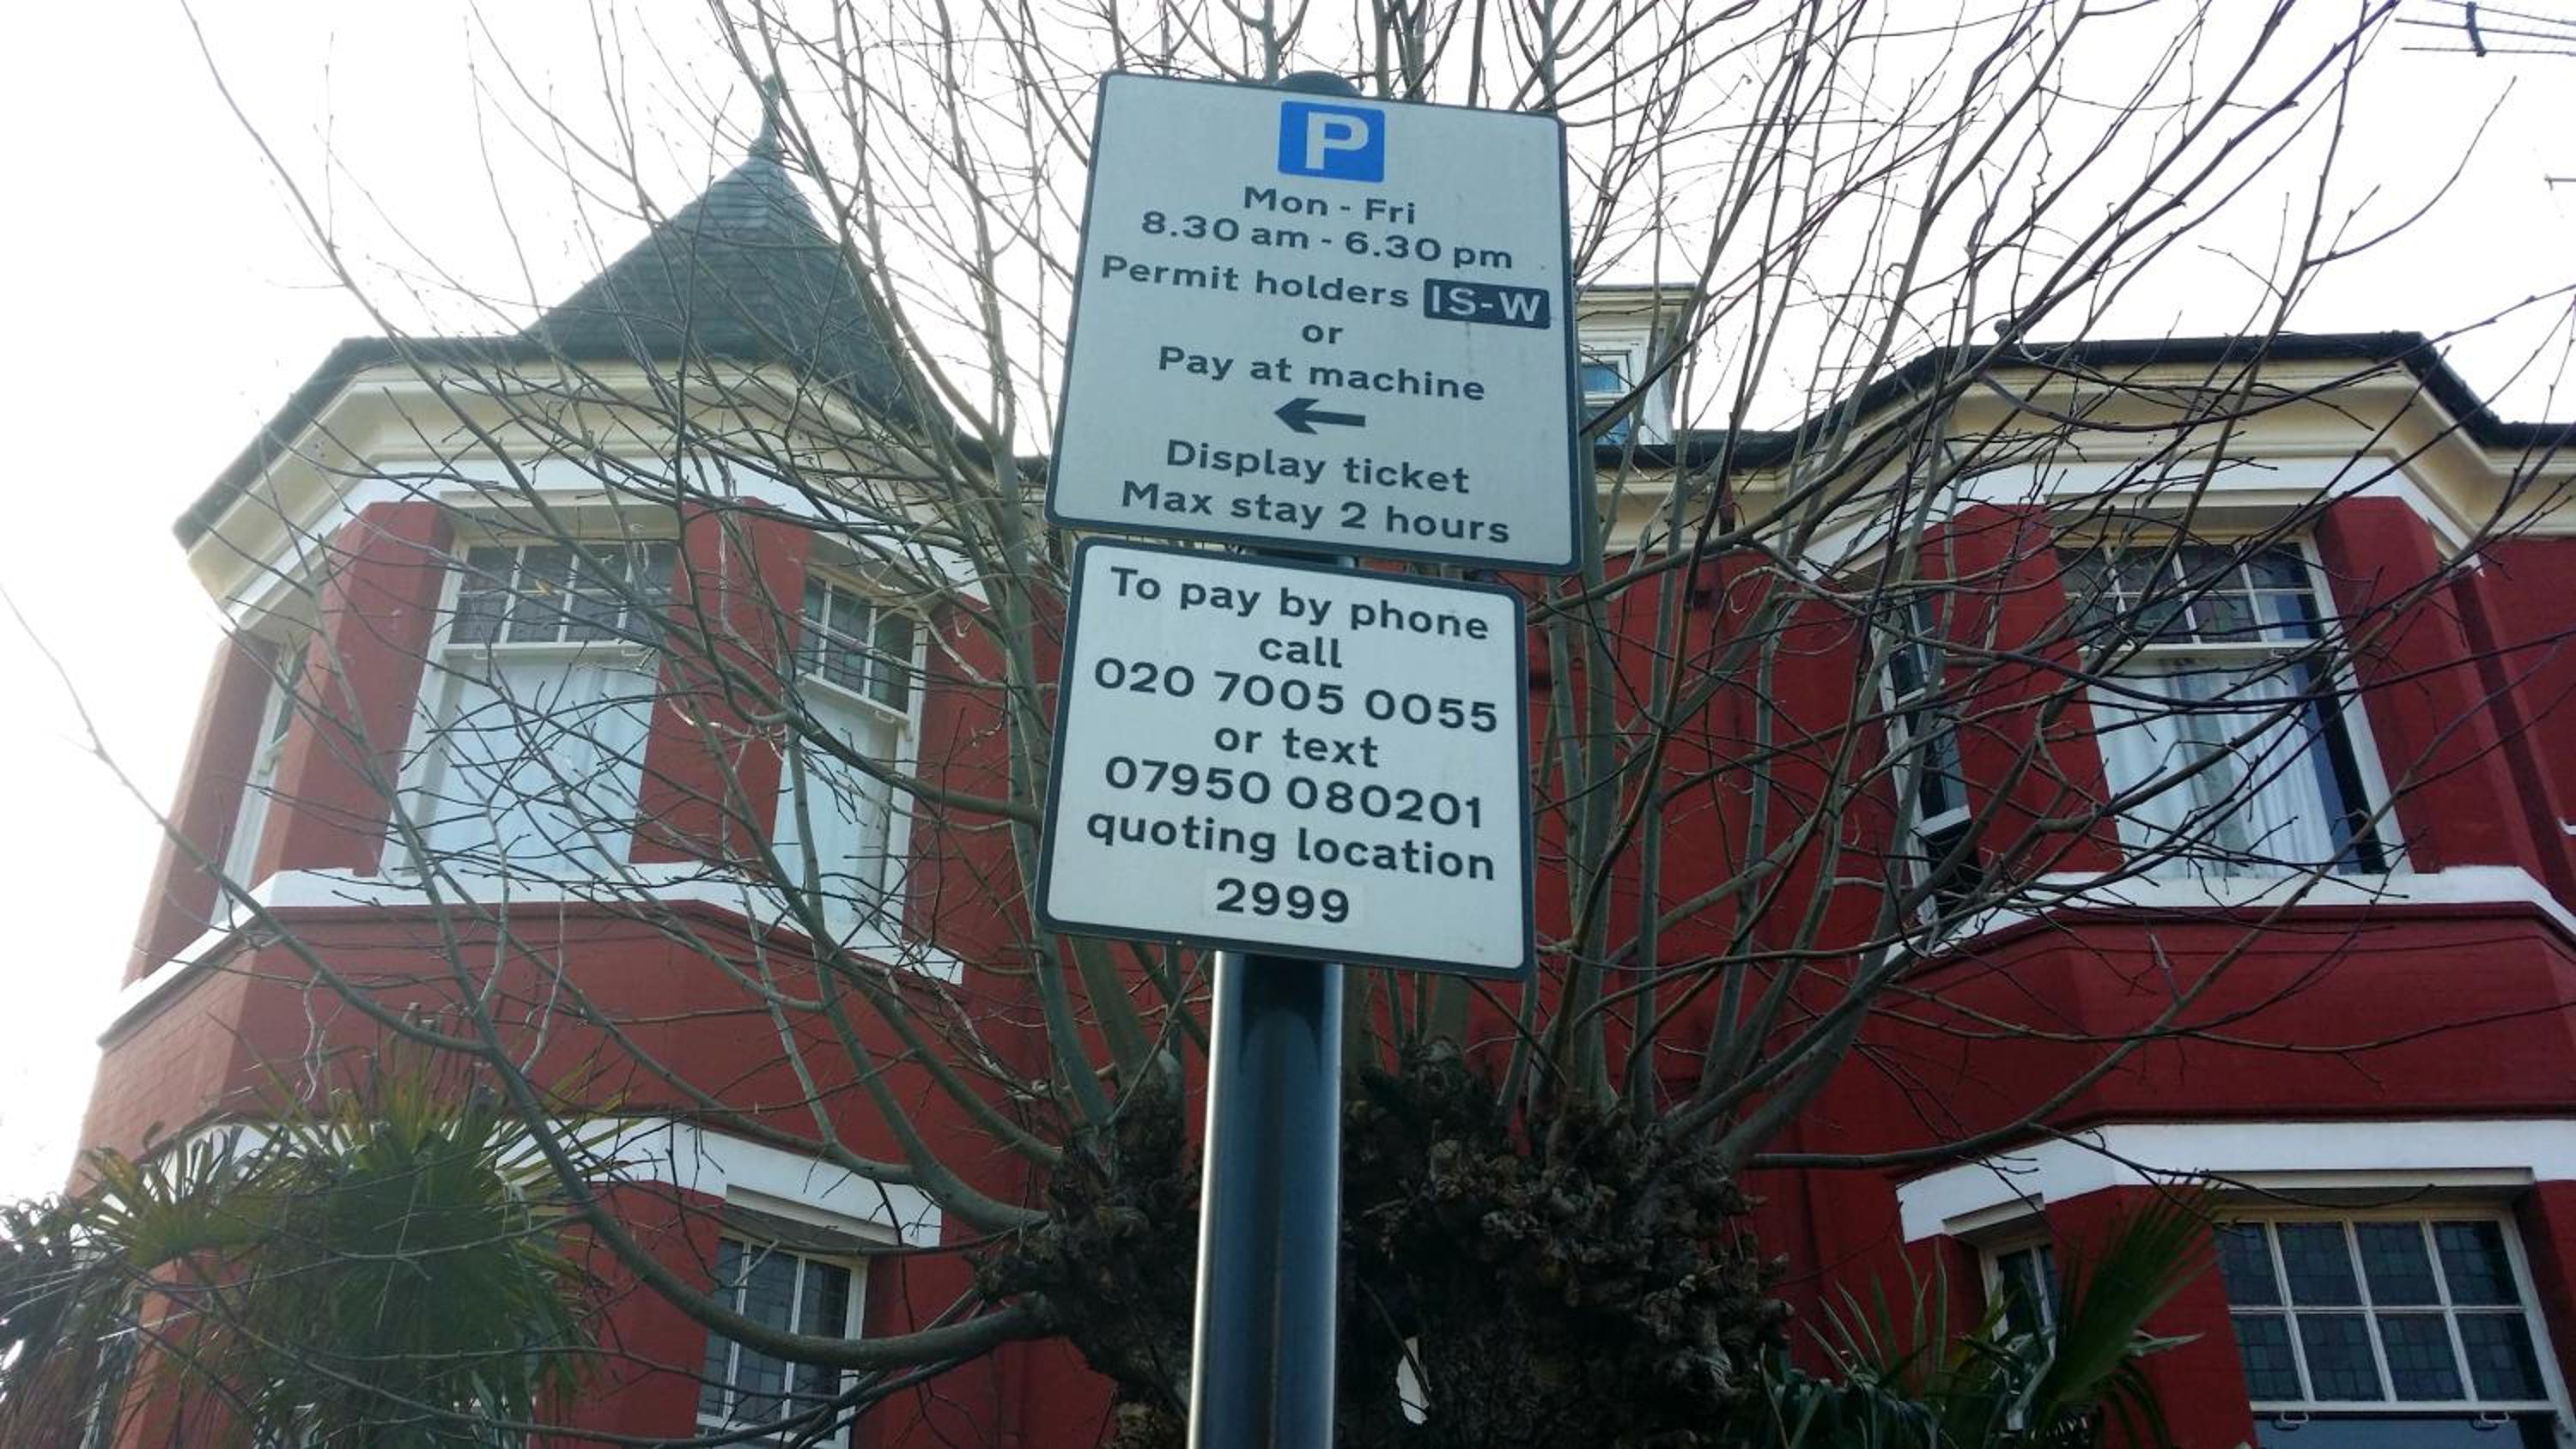 P
Mon - Fri
8.30 am - 6.30 pm
Permit holders IS-W
or
Pay at machine
Display ticket
Max stay 2 hours
To pay by phone
call
020 7005 0055
or text
07950 080201
quoting location
2999